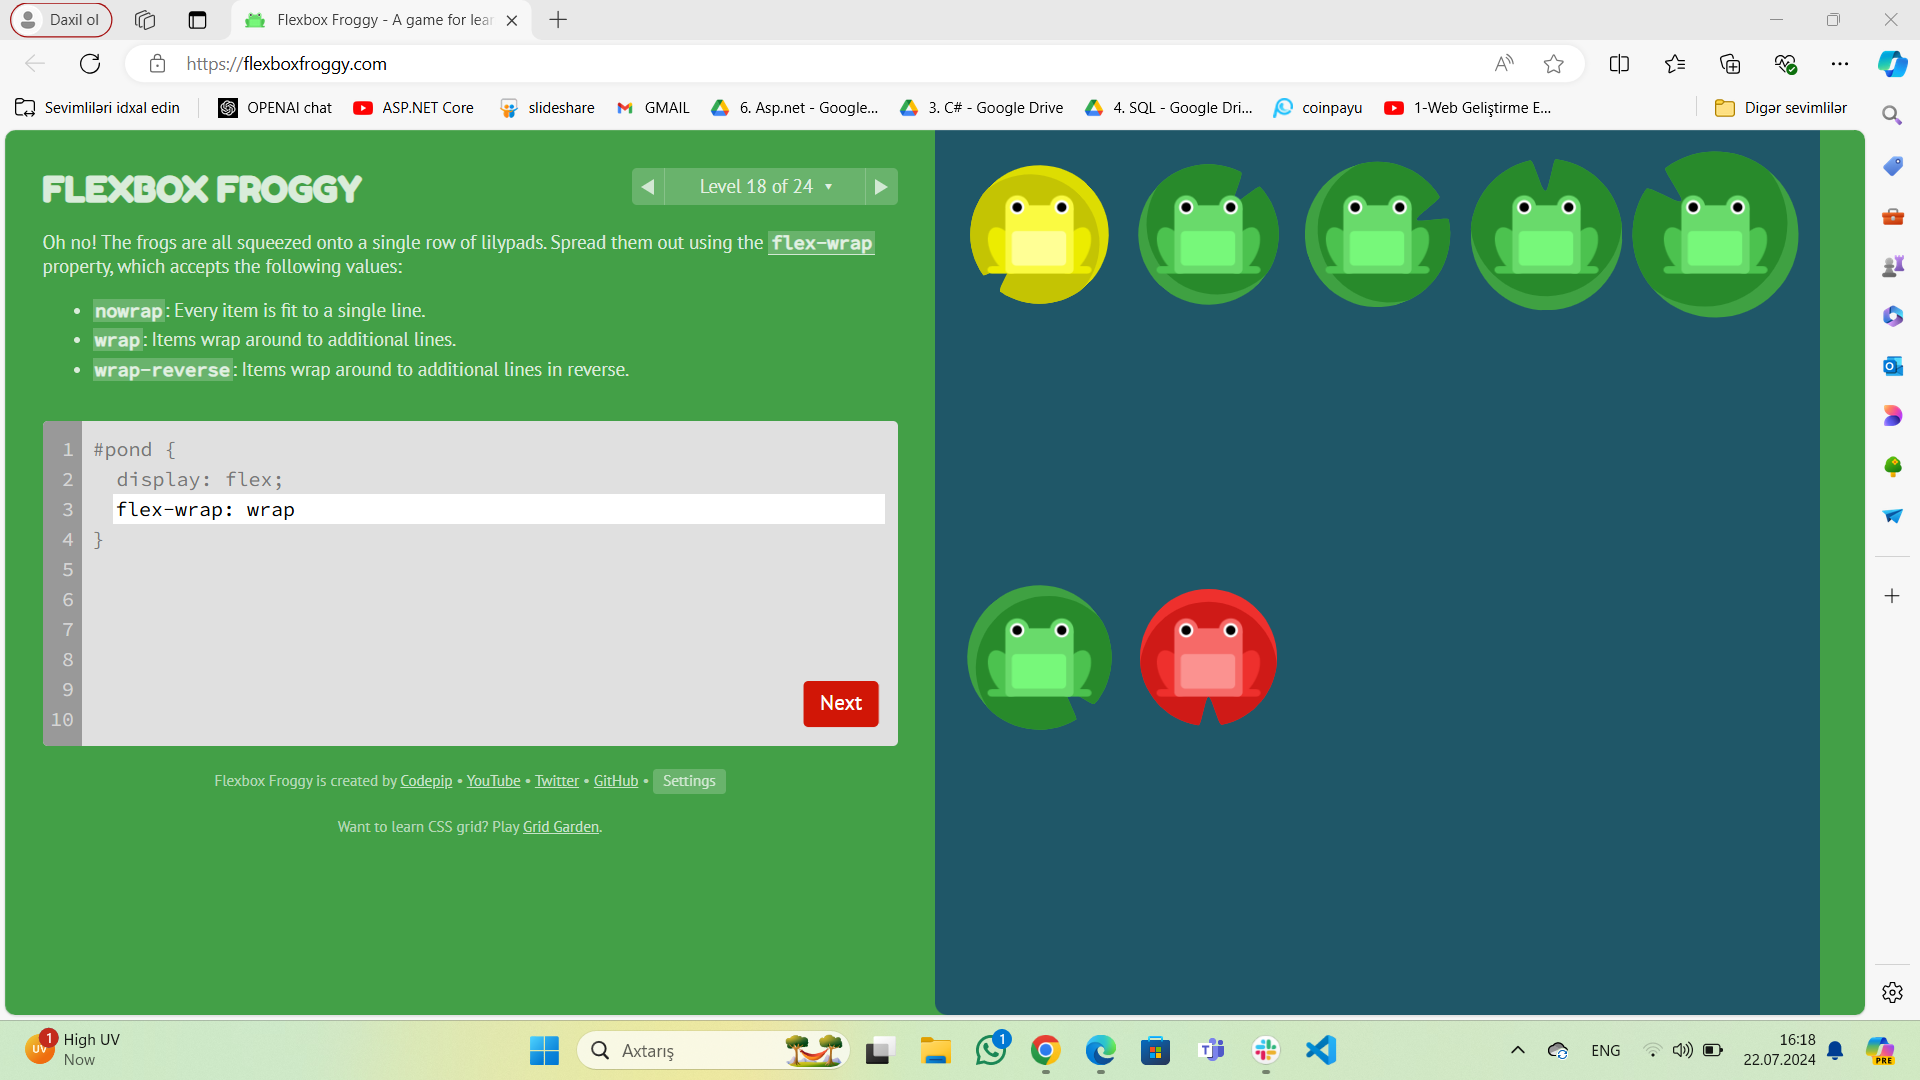 Daxil ol
Flexbox Froggy - A game for lear
https://flexboxfroggy.com
Sevimliləri idxal edin
OPENAI chat
ASP.NET Core
slideshare
GMAIL
6. Asp.net - Google...
3. C# - Google Drive
4. SQL - Google Dri...
coinpayu
1-Web Geliştirme E...
Digər sevimlilər
FLEXBOX FROGGY
Level 18 of 24
Oh no! The frogs are all squeezed onto a single row of lilypads. Spread them out using the flex-wrap
property, which accepts the following values:
• nowrap: Every item is fit to a single line.
• wrap: Items wrap around to additional lines.
• wrap-reverse: Items wrap around to additional lines in reverse.
1 #pond {
2 display: flex;
3 flex-wrap: wrap
4 }
5
6
7
8
9
10
Next
Flexbox Froggy is created by Codepip • YouTube • Twitter • GitHub • Settings
Want to learn CSS grid? Play Grid Garden.
1
UV
High UV
Now
Axtarış
1
ENG
16:18
22.07.2024
PRE